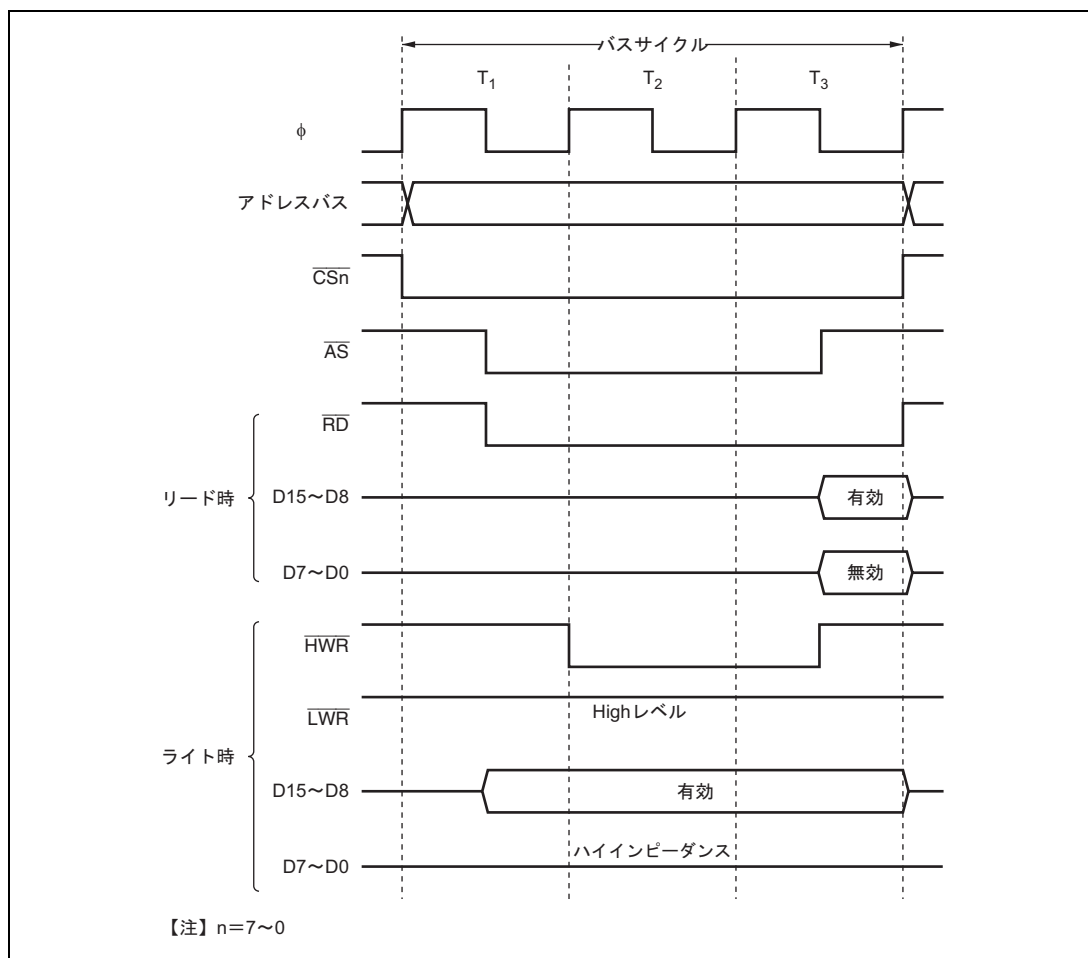 バスサイクル
T1 T2 T3
φ
アドレスバス
CSn
AS
RD
リード時
D15～D8 有効
D7～D0 無効
HWR
LWR Highレベル
ライト時
D15～D8 有効
D7～D0 ハイインピーダンス
【注】n＝7～0